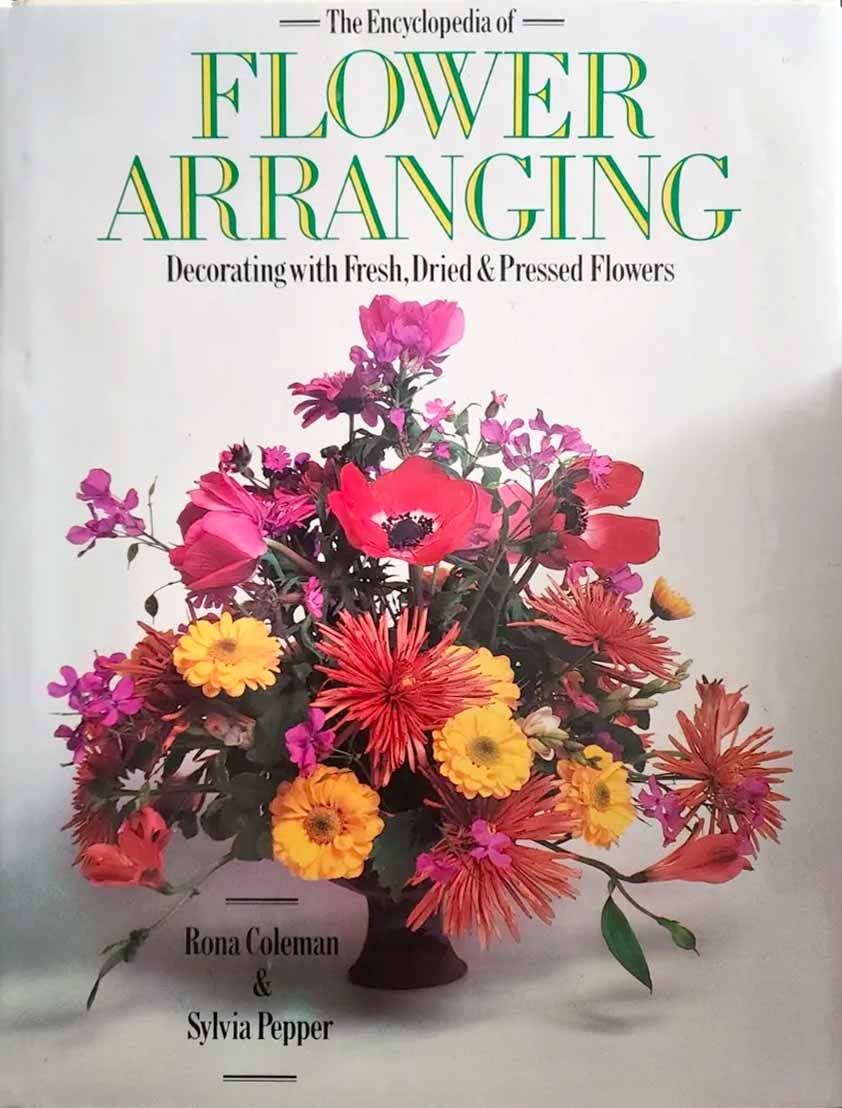 The Encyclopedia of
FLOWER
ARRANGING
Decorating with Fresh, Dried & Pressed Flowers
Rona Coleman
&
Sylvia Pepper